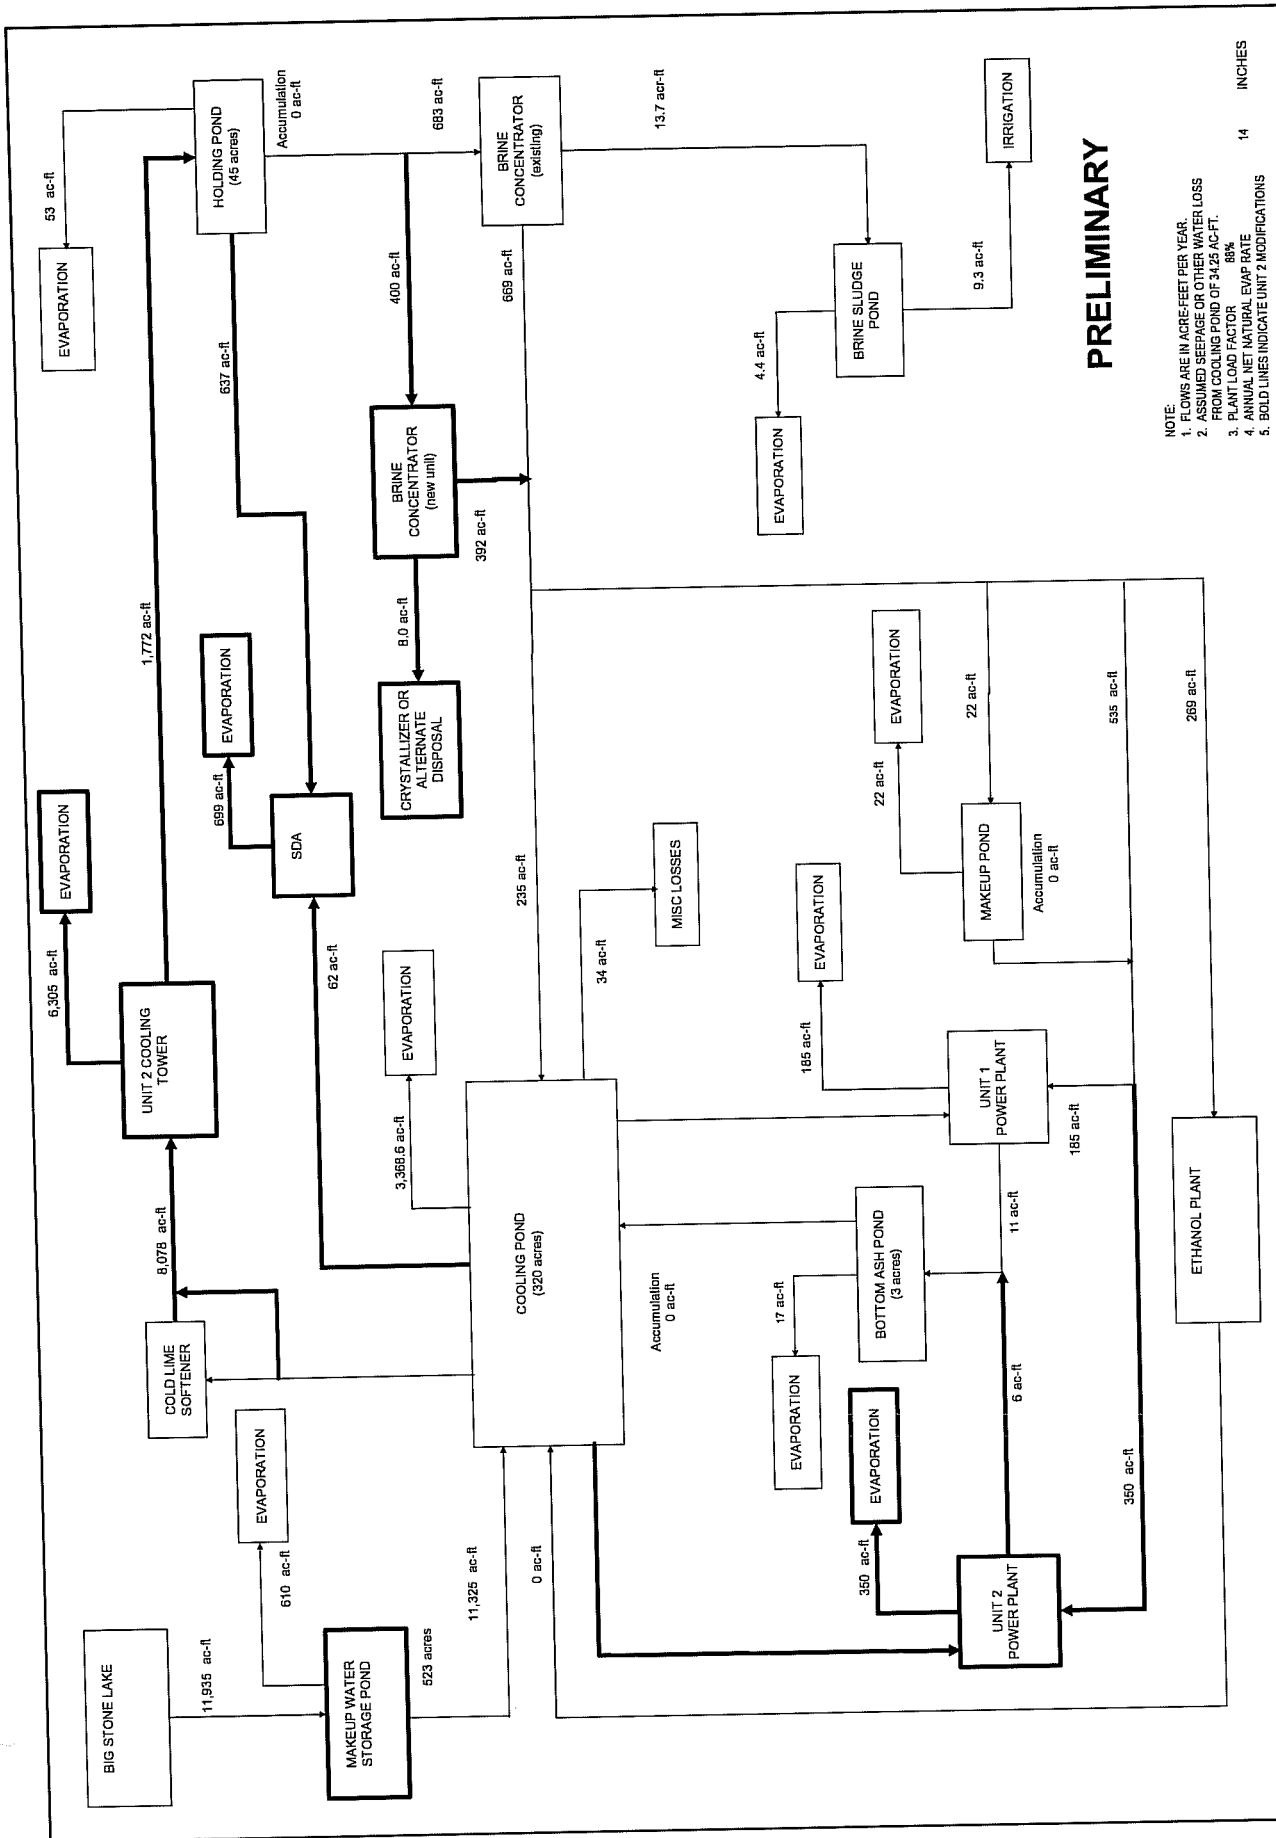 BIG STONE LAKE
11,935 ac-ft
MAKEUP WATER
STORAGE POND
523 acres
610 ac-ft
EVAPORATION
11,325 ac-ft
0 ac-ft
COLD LIME
SOFTENER
8,078 ac-ft
UNIT 2 COOLING
TOWER
6,305 ac-ft
EVAPORATION
1,772 ac-ft
53 ac-ft
EVAPORATION
HOLDING POND
(45 acres)
Accumulation
0 ac-ft
637 ac-ft
699 ac-ft
EVAPORATION
SDA
62 ac-ft
400 ac-ft
683 ac-ft
BRINE
CONCENTRATOR
(new unit)
8.0 ac-ft
CRYSTALLIZER OR
ALTERNATE
DISPOSAL
392 ac-ft
BRINE
CONCENTRATOR
(existing)
669 ac-ft
13.7 acr-ft
COOLING POND
(320 acres)
Accumulation
0 ac-ft
3,368.6 ac-ft
EVAPORATION
235 ac-ft
34 ac-ft
MISC LOSSES
4.4 ac-ft
EVAPORATION
BRINE SLUDGE
POND
9.3 ac-ft
IRRIGATION
350 ac-ft
EVAPORATION
UNIT 2
POWER PLANT
6 ac-ft
350 ac-ft
17 ac-ft
EVAPORATION
BOTTOM ASH POND
(3 acres)
11 ac-ft
UNIT 1
POWER PLANT
185 ac-ft
EVAPORATION
185 ac-ft
22 ac-ft
EVAPORATION
MAKEUP POND
Accumulation
0 ac-ft
22 ac-ft
535 ac-ft
269 ac-ft
ETHANOL PLANT
PRELIMINARY
NOTE:
1. FLOWS ARE IN ACRE-FEET PER YEAR.
2. ASSUMED SEEPAGE OR OTHER WATER LOSS
FROM COOLING POND OF 34.25 AC-FT.
3. PLANT LOAD FACTOR 88%
4. ANNUAL NET NATURAL EVAP RATE 14 INCHES
5. BOLD LINES INDICATE UNIT 2 MODIFICATIONS